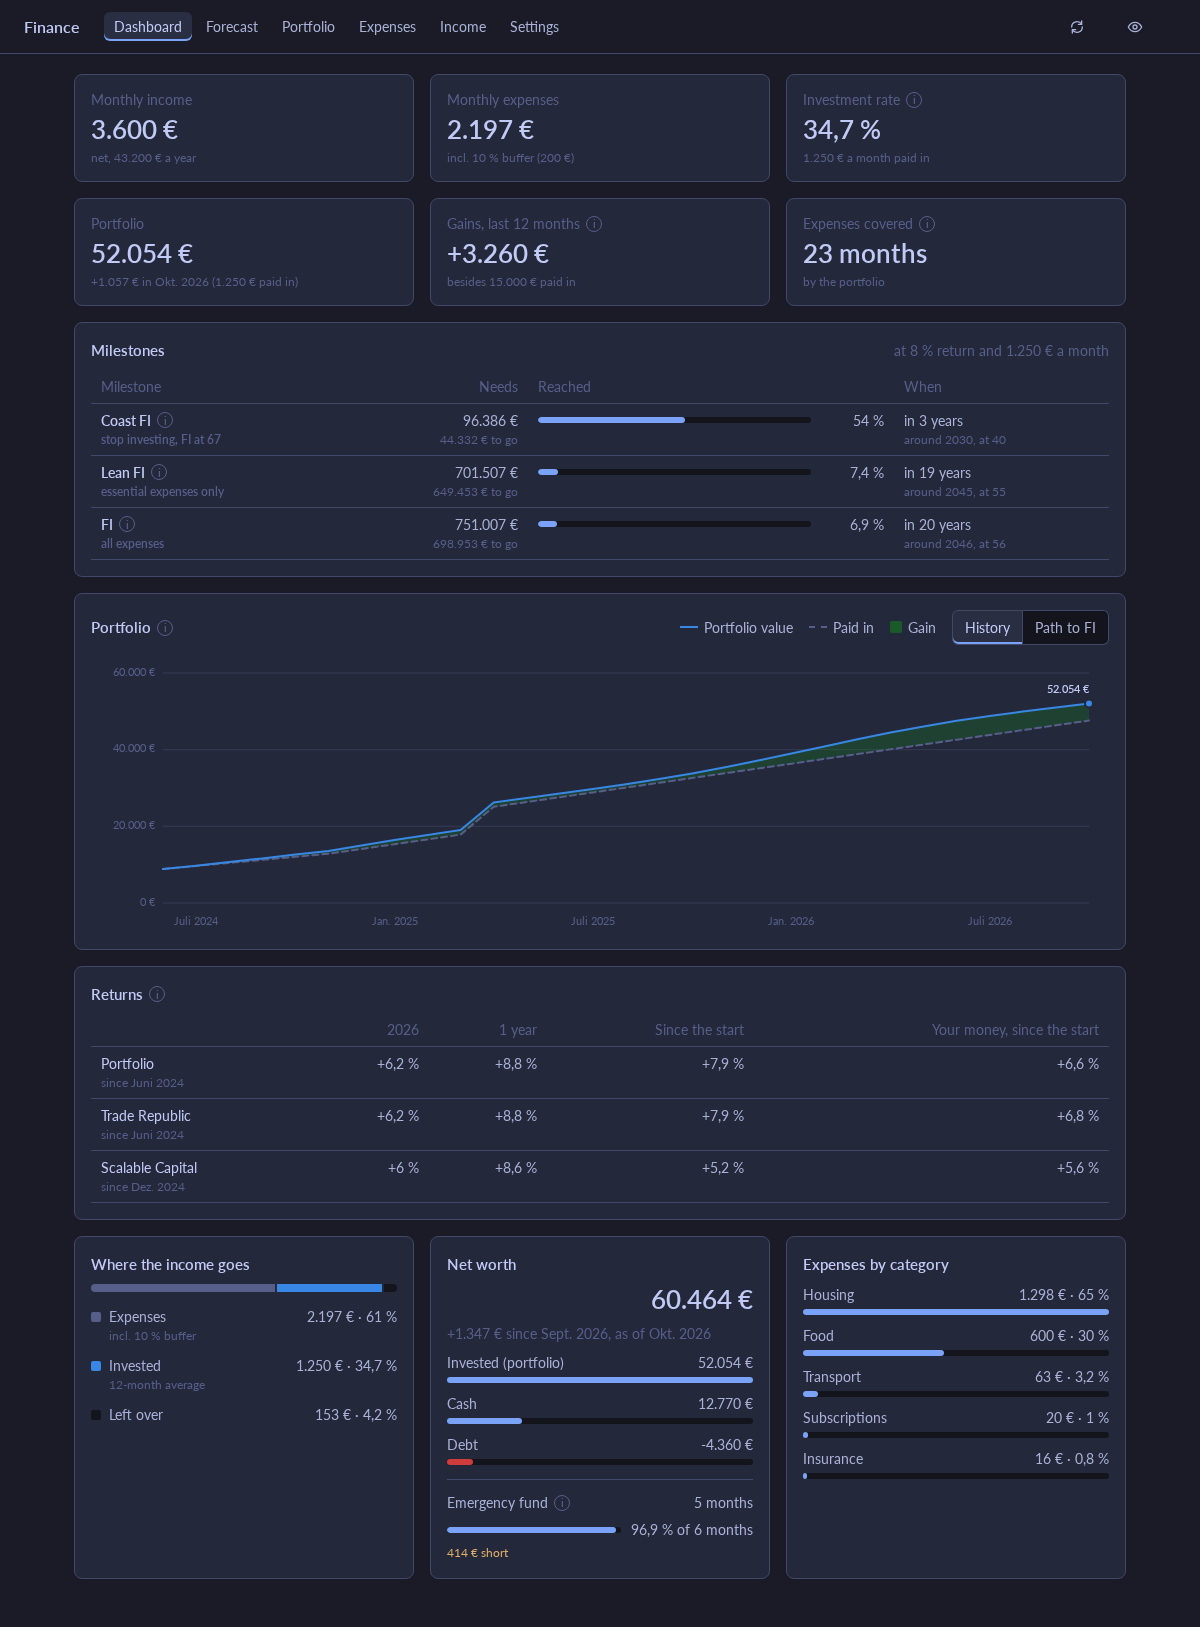 Finance
Dashboard
Forecast
Portfolio
Expenses
Income
Settings
Monthly income
3.600 €
net, 43.200 € a year
Monthly expenses
2.197 €
incl. 10 % buffer (200 €)
Investment rate
34,7 %
1.250 € a month paid in
Portfolio
52.054 €
+1.057 € in Okt. 2026 (1.250 € paid in)
Gains, last 12 months
+3.260 €
besides 15.000 € paid in
Expenses covered
23 months
by the portfolio
Milestones
at 8 % return and 1.250 € a month
Milestone Needs Reached When
Coast FI 96.386 € 54 % in 3 years
stop investing, FI at 67 44.332 € to go around 2030, at 40
Lean FI 701.507 € 7,4 % in 19 years
essential expenses only 649.453 € to go around 2045, at 55
FI 751.007 € 6,9 % in 20 years
all expenses 698.953 € to go around 2046, at 56
Portfolio
Portfolio value
Paid in
Gain
History
Path to FI
60.000 €
52.054 €
40.000 €
20.000 €
0 €
Juli 2024
Jan. 2025
Juli 2025
Jan. 2026
Juli 2026
Returns
2026 1 year Since the start Your money, since the start
Portfolio +6,2 % +8,8 % +7,9 % +6,6 %
since Juni 2024
Trade Republic +6,2 % +8,8 % +7,9 % +6,8 %
since Juni 2024
Scalable Capital +6 % +8,6 % +5,2 % +5,6 %
since Dez. 2024
Where the income goes
Expenses 2.197 € · 61 %
incl. 10 % buffer
Invested 1.250 € · 34,7 %
12-month average
Left over 153 € · 4,2 %
Net worth
60.464 €
+1.347 € since Sept. 2026, as of Okt. 2026
Invested (portfolio) 52.054 €
Cash 12.770 €
Debt -4.360 €
Emergency fund 5 months
96,9 % of 6 months
414 € short
Expenses by category
Housing 1.298 € · 65 %
Food 600 € · 30 %
Transport 63 € · 3,2 %
Subscriptions 20 € · 1 %
Insurance 16 € · 0,8 %